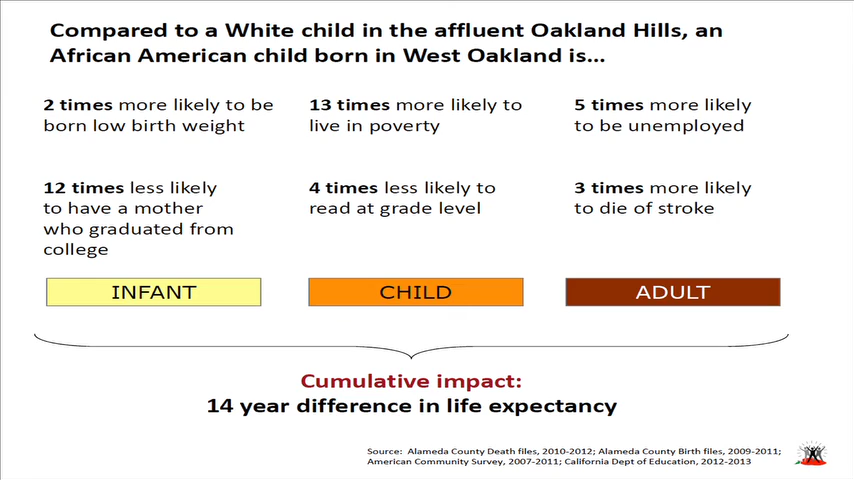 Compared to a White child in the affluent Oakland Hills, an
African American child born in West Oakland is...
2 times more likely to be
born low birth weight
13 times more likely to
live in poverty
5 times more likely
to be unemployed
12 times less likely
to have a mother
who graduated from
college
4 times less likely to
read at grade level
3 times more likely
to die of stroke
INFANT
CHILD
ADULT
Cumulative impact:
14 year difference in life expectancy
Source: Alameda County Death files, 2010-2012; Alameda County Birth files, 2009-2011;
American Community Survey, 2007-2011; California Dept of Education, 2012-2013